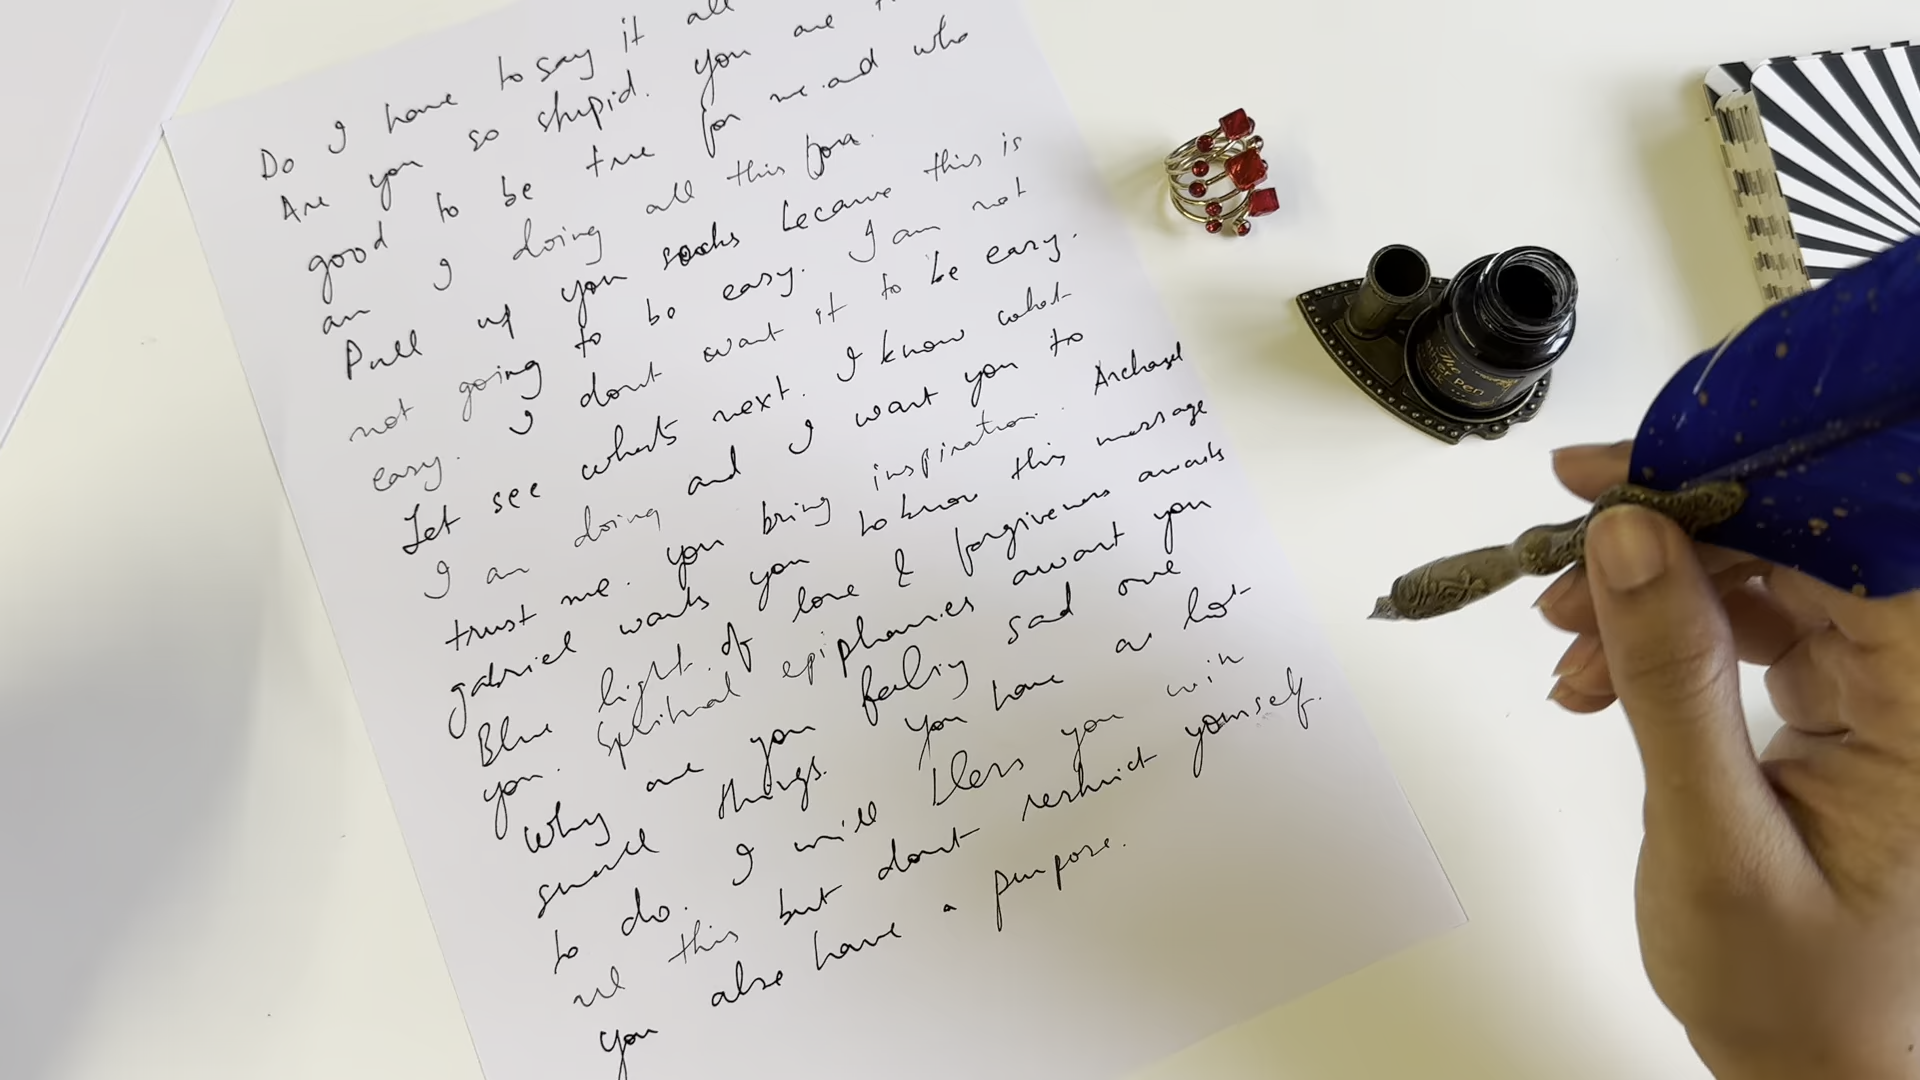 Do I have to say it all
Are you so stupid. You are
good to be true for me. and who
am I doing all this for.
Pull up you socks because this is
not going to be easy. I am not
easy. I dont want it to be easy.
Let see whats next. I know what
I am doing and I want you to
trust me. you bring inspiration. Archangel
gabriel wants you to know this message
Blue light of love & forgiveness awaits
you. Spiritual epiphanies await you
Why are you feeling sad over
small things. You have a lot
to do. I will bless you with
all this but dont restrict yourself.
You also have a purpose.
The
Pen
Ink